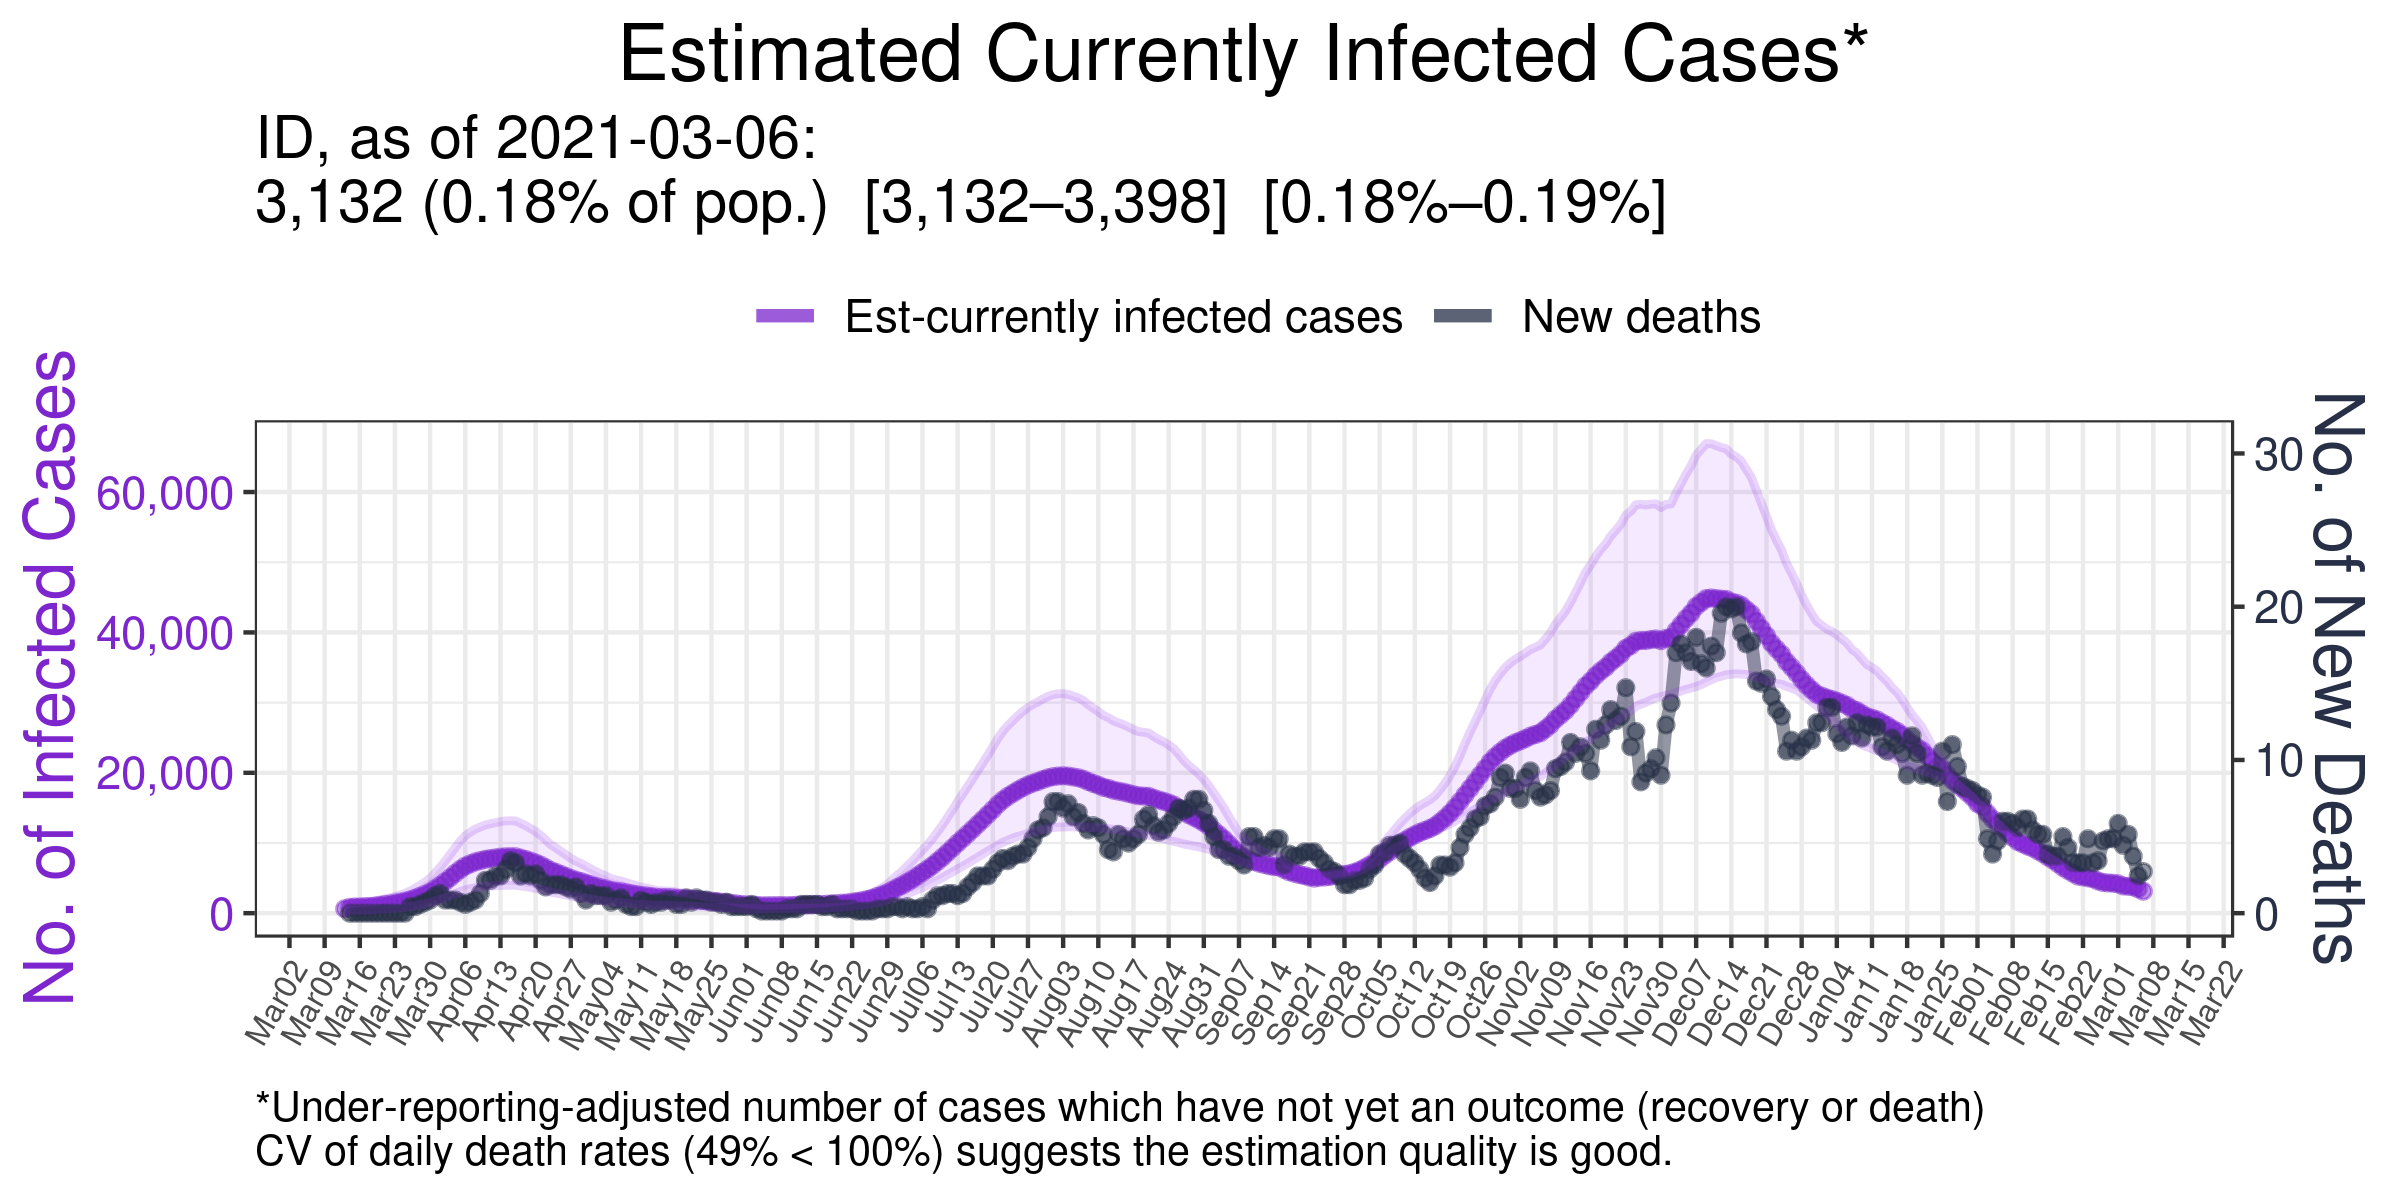 Estimated Currently Infected Cases*
ID, as of 2021-03-06:
3,132 (0.18% of pop.)  [3,132–3,398]  [0.18%–0.19%]
Est-currently infected cases
New deaths
No. of Infected Cases
60,000
40,000
20,000
0
30
20
10
0
No. of New Deaths
Mar02
Mar09
Mar16
Mar23
Mar30
Apr06
Apr13
Apr20
Apr27
May04
May11
May18
May25
Jun01
Jun08
Jun15
Jun22
Jun29
Jul06
Jul13
Jul20
Jul27
Aug03
Aug10
Aug17
Aug24
Aug31
Sep07
Sep14
Sep21
Sep28
Oct05
Oct12
Oct19
Oct26
Nov02
Nov09
Nov16
Nov23
Nov30
Dec07
Dec14
Dec21
Dec28
Jan04
Jan11
Jan18
Jan25
Feb01
Feb08
Feb15
Feb22
Mar01
Mar08
Mar15
Mar22
*Under-reporting-adjusted number of cases which have not yet an outcome (recovery or death)
CV of daily death rates (49% < 100%) suggests the estimation quality is good.